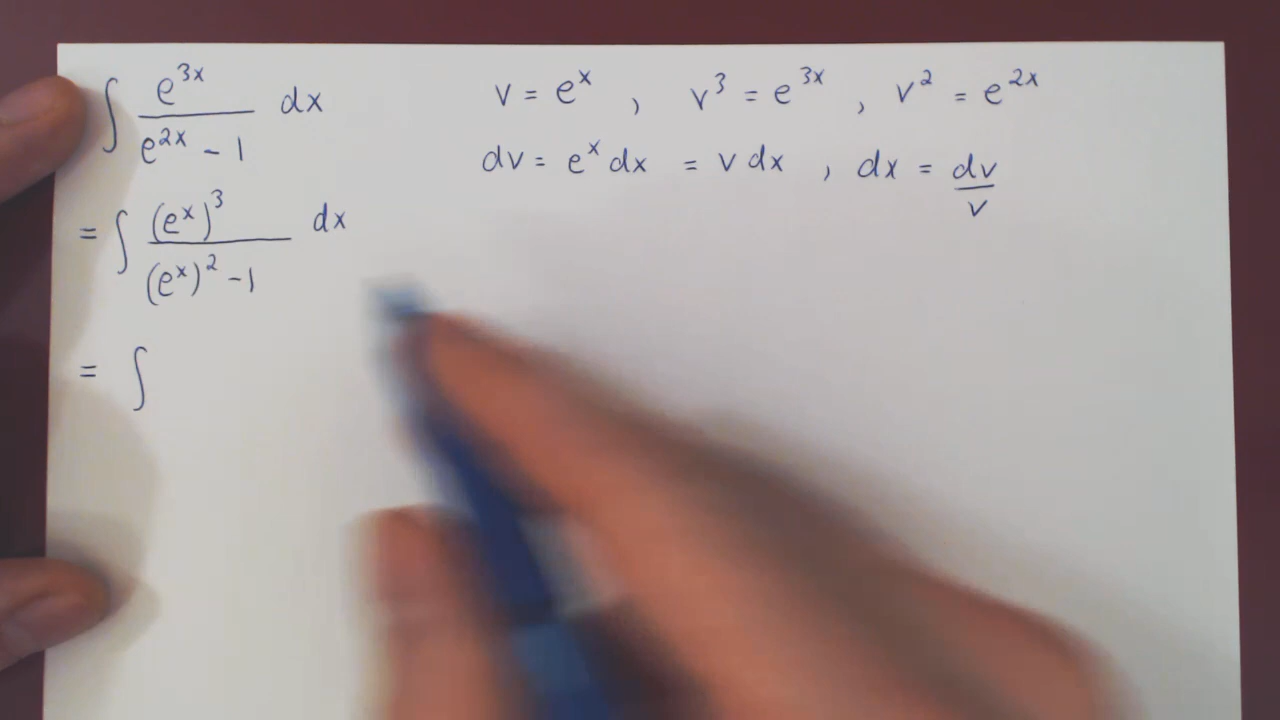 ∫ e^{3x} / (e^{2x} - 1) dx
v = e^x , v^3 = e^{3x} , v^2 = e^{2x}
dv = e^x dx = v dx , dx = dv / v
= ∫ (e^x)^3 / ((e^x)^2 - 1) dx
= ∫